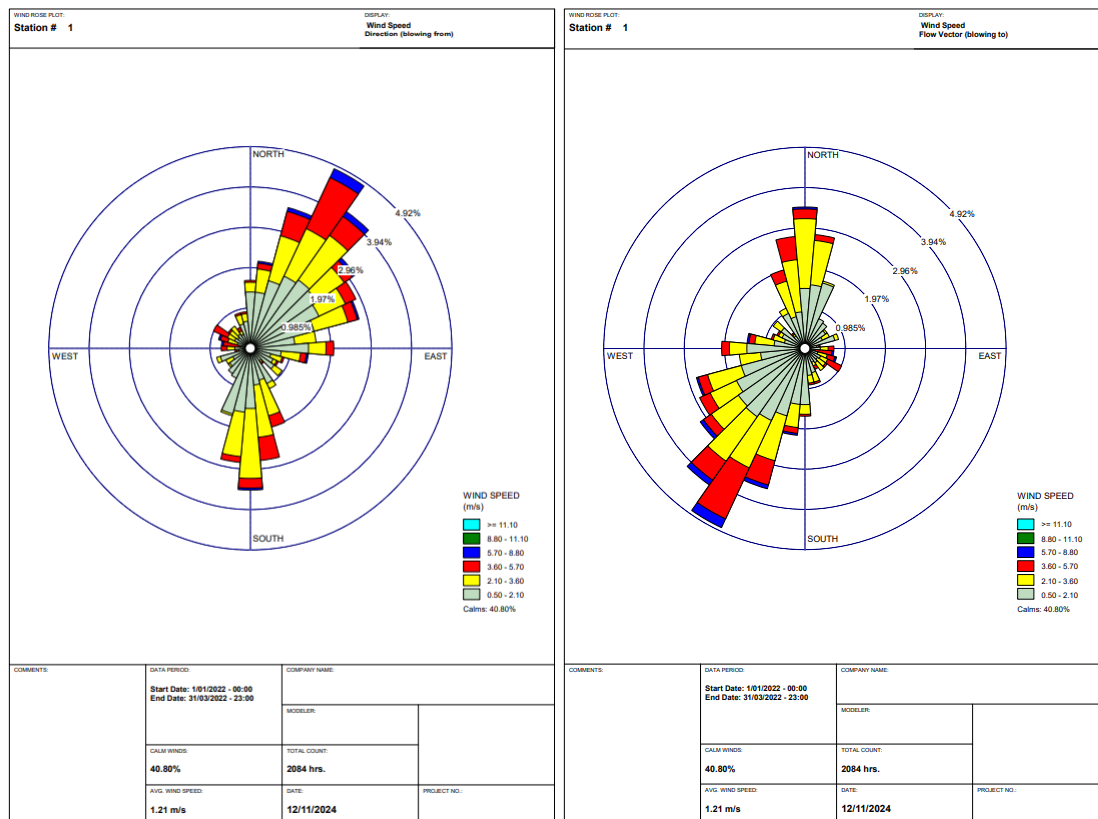 WIND ROSE PLOT:
Station # 1
DISPLAY:
Wind Speed
Direction (blowing from)
NORTH
4.92%
3.94%
2.96%
1.97%
0.985%
WEST
EAST
SOUTH
WIND SPEED
(m/s)
>= 11.10
8.80 - 11.10
5.70 - 8.80
3.60 - 5.70
2.10 - 3.60
0.50 - 2.10
Calms: 40.80%
COMMENTS:
DATA PERIOD:
Start Date: 1/01/2022 - 00:00
End Date: 31/03/2022 - 23:00
COMPANY NAME:
MODELER:
CALM WINDS:
40.80%
TOTAL COUNT:
2084 hrs.
AVG. WIND SPEED:
1.21 m/s
DATE:
12/11/2024
PROJECT NO.:
WIND ROSE PLOT:
Station # 1
DISPLAY:
Wind Speed
Flow Vector (blowing to)
NORTH
4.92%
3.94%
2.96%
1.97%
0.985%
WEST
EAST
SOUTH
WIND SPEED
(m/s)
>= 11.10
8.80 - 11.10
5.70 - 8.80
3.60 - 5.70
2.10 - 3.60
0.50 - 2.10
Calms: 40.80%
COMMENTS:
DATA PERIOD:
Start Date: 1/01/2022 - 00:00
End Date: 31/03/2022 - 23:00
COMPANY NAME:
MODELER:
CALM WINDS:
40.80%
TOTAL COUNT:
2084 hrs.
AVG. WIND SPEED:
1.21 m/s
DATE:
12/11/2024
PROJECT NO.: